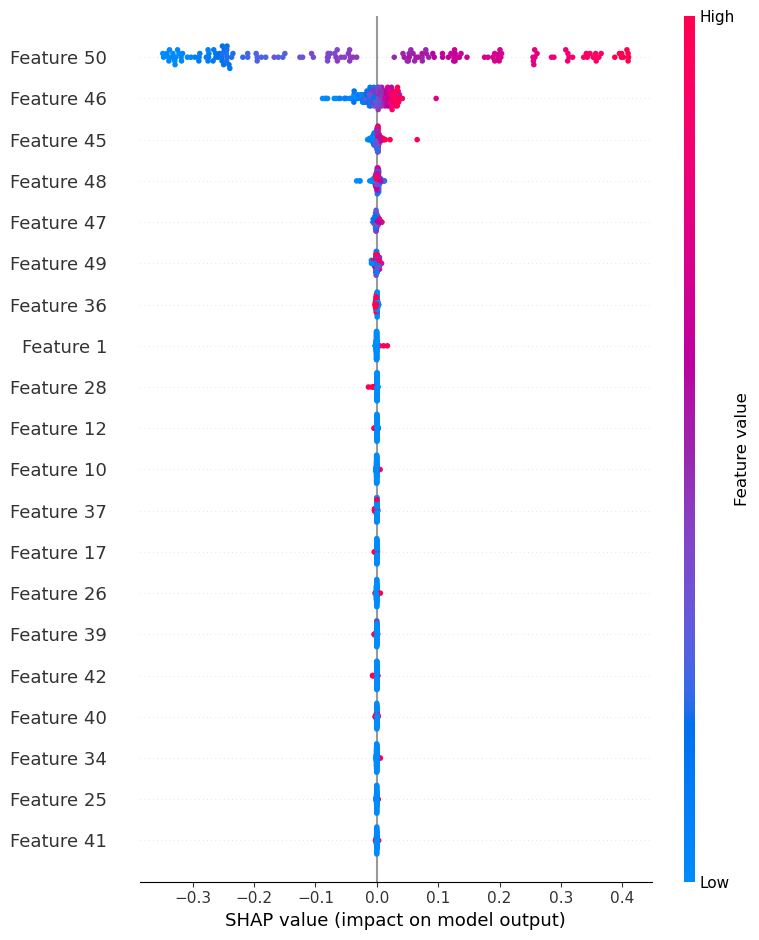 High
Feature 50
Feature 46
Feature 45
Feature 48
Feature 47
Feature 49
Feature 36
Feature 1
Feature 28
Feature 12
Feature 10
Feature 37
Feature 17
Feature 26
Feature 39
Feature 42
Feature 40
Feature 34
Feature 25
Feature 41
Feature value
Low
−0.3 −0.2 −0.1 0.0 0.1 0.2 0.3 0.4
SHAP value (impact on model output)